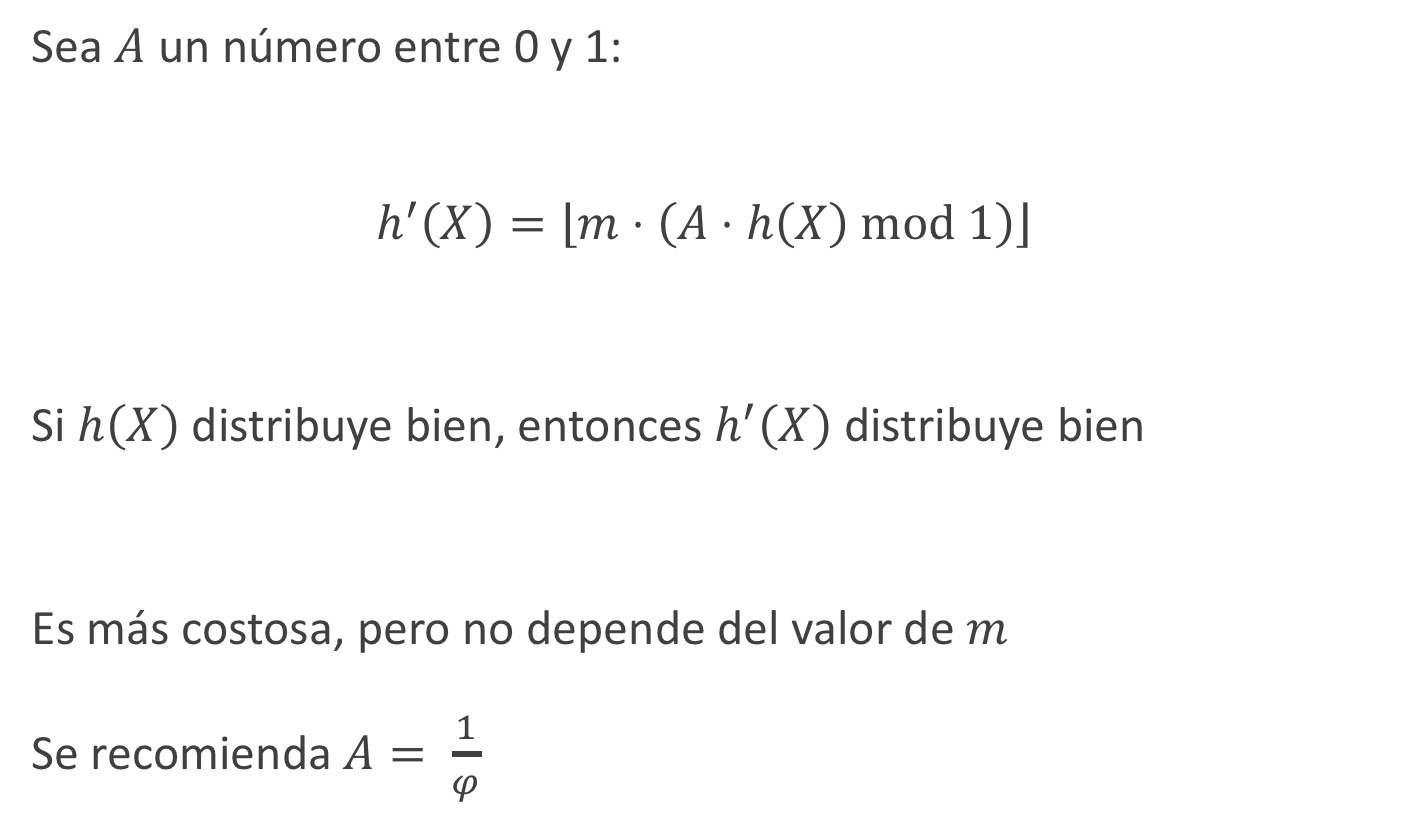 Sea A un número entre 0 y 1:
h′(X) = ⌊m · (A · h(X) mod 1)⌋
Si h(X) distribuye bien, entonces h′(X) distribuye bien
Es más costosa, pero no depende del valor de m
Se recomienda A = 1/φ